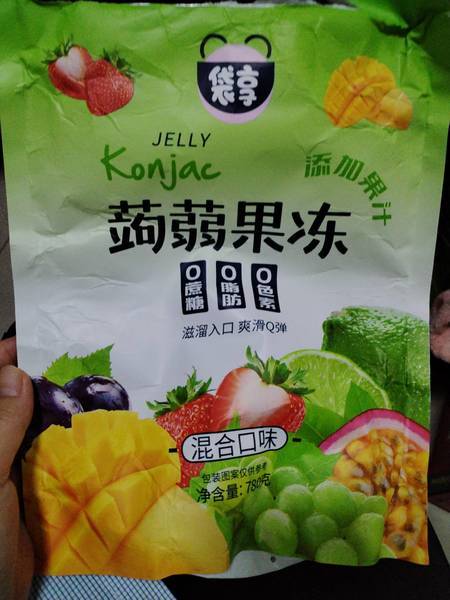 袋享
JELLY
Konjac
添加果汁
蒟蒻果冻
0蔗糖
0脂肪
0色素
滋溜入口 爽滑Q弹
混合口味
包装图案仅供参考
净含量:780克